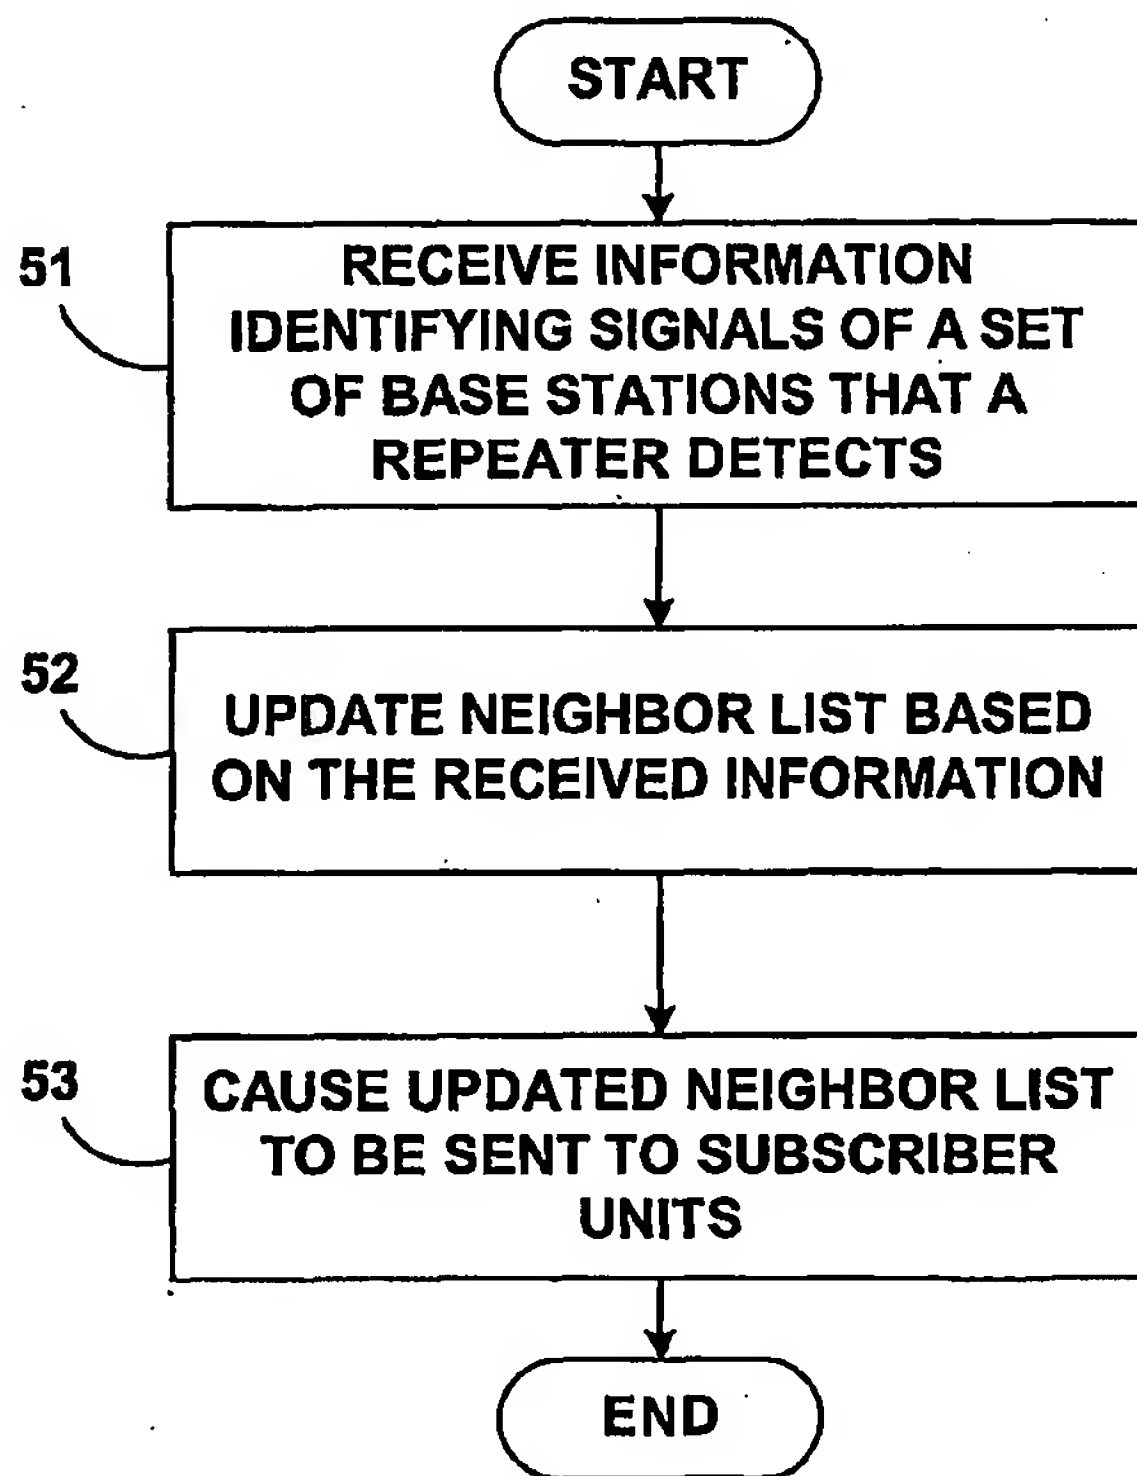 START
51
RECEIVE INFORMATION
IDENTIFYING SIGNALS OF A SET
OF BASE STATIONS THAT A
REPEATER DETECTS
52
UPDATE NEIGHBOR LIST BASED
ON THE RECEIVED INFORMATION
53
CAUSE UPDATED NEIGHBOR LIST
TO BE SENT TO SUBSCRIBER
UNITS
END